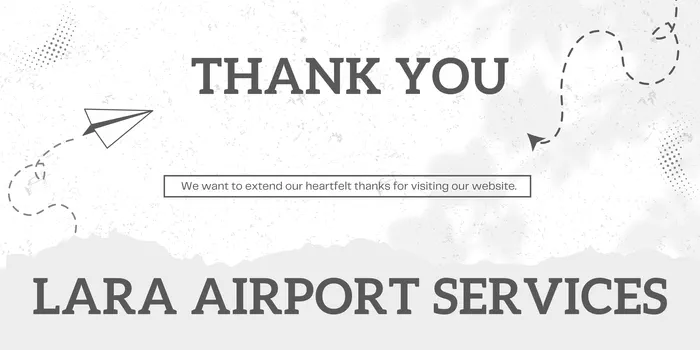 THANK YOU
We want to extend our heartfelt thanks for visiting our website.
LARA AIRPORT SERVICES